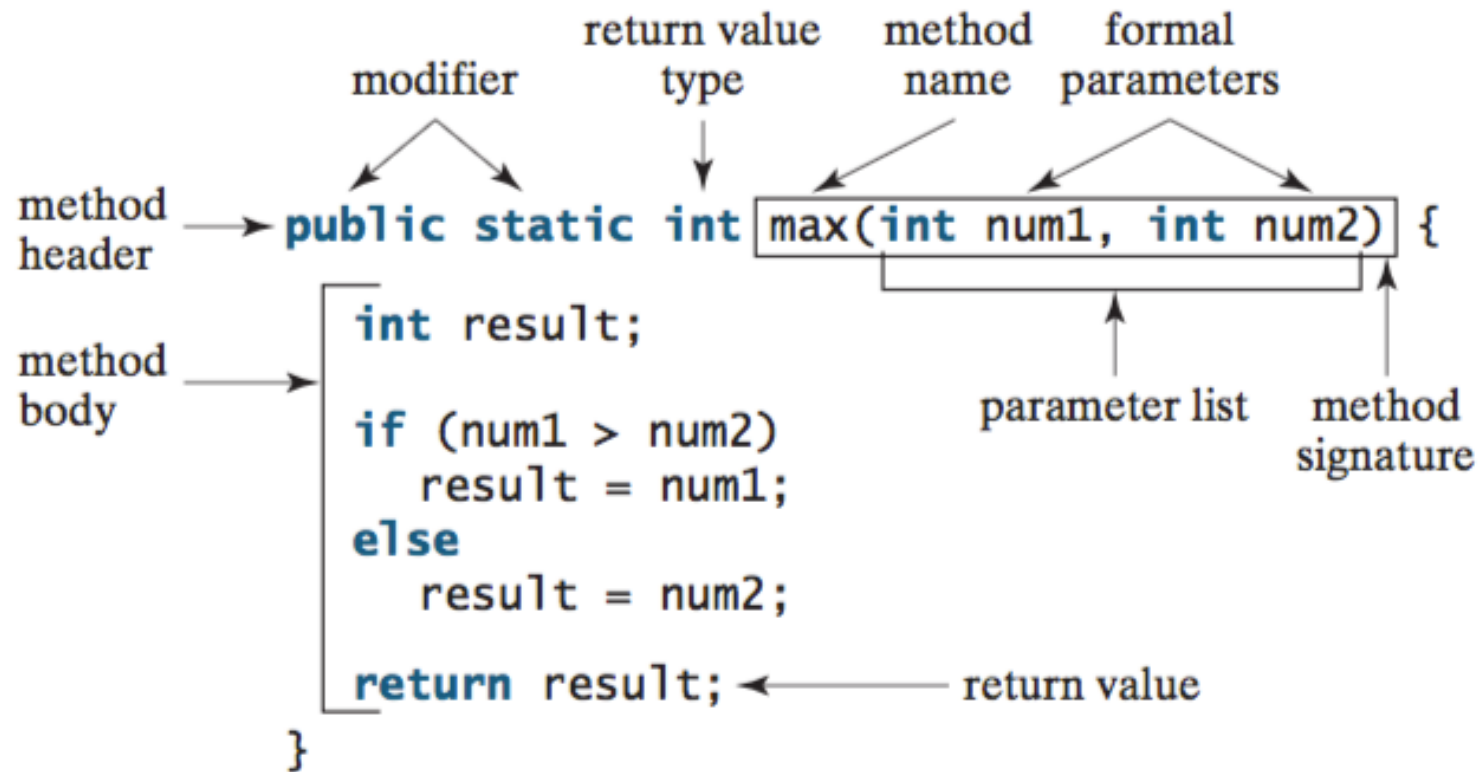 return value method formal
modifier type name parameters
method
header
public static int max(int num1, int num2) {
int result;
method
body
parameter list method
signature
if (num1 > num2)
result = num1;
else
result = num2;
return result; return value
}